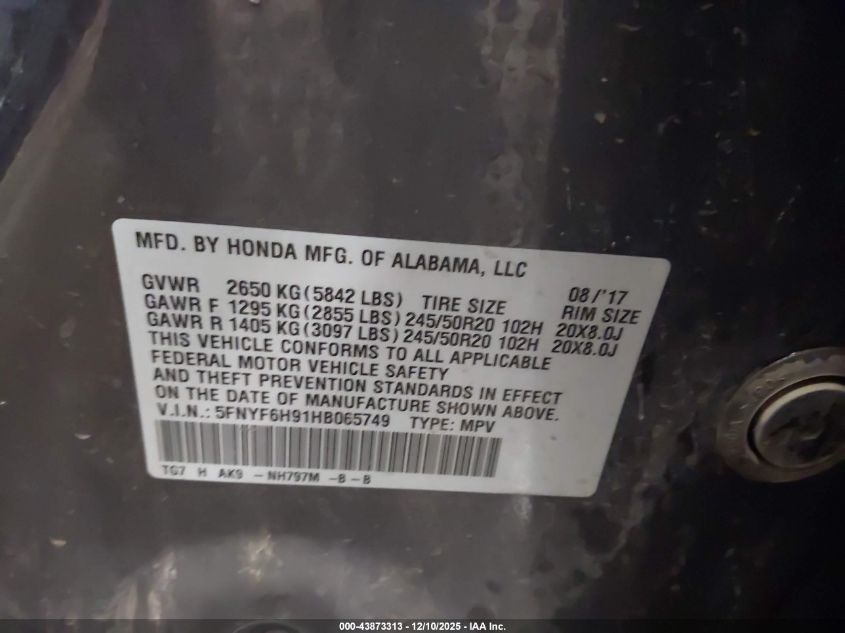 MFD. BY HONDA MFG. OF ALABAMA, LLC
08/'17
GVWR 2650 KG(5842 LBS) TIRE SIZE RIM SIZE
GAWR F 1295 KG(2855 LBS) 245/50R20 102H 20X8.0J
GAWR R 1405 KG(3097 LBS) 245/50R20 102H 20X8.0J
THIS VEHICLE CONFORMS TO ALL APPLICABLE
FEDERAL MOTOR VEHICLE SAFETY
AND THEFT PREVENTION STANDARDS IN EFFECT
ON THE DATE OF MANUFACTURE SHOWN ABOVE.
V.I.N.: 5FNYF6H91HB065749 TYPE: MPV
TG7 H AK9 -NH797M -B-B
000-43873313 - 12/10/2025 - IAA Inc.